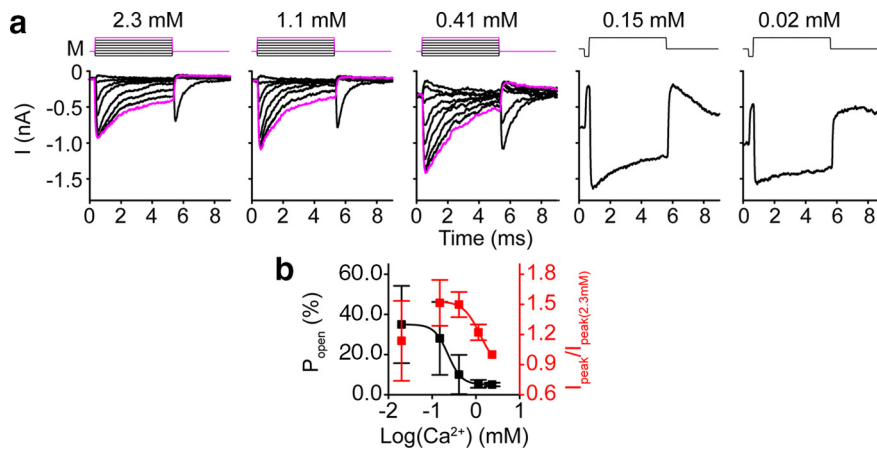 a
2.3 mM 1.1 mM 0.41 mM 0.15 mM 0.02 mM
M
I (nA)
0
-0.5
-1.0
-1.5
0 2 4 6 8 0 2 4 6 8 0 2 4 6 8 0 2 4 6 8 0 2 4 6 8
Time (ms)
b
P open (%)
60.0
40.0
20.0
0.0
-2 -1 0 1
Log(Ca²⁺) (mM)
1.8
1.5
1.2
0.9
0.6
I peak/I peak(2.3mM)